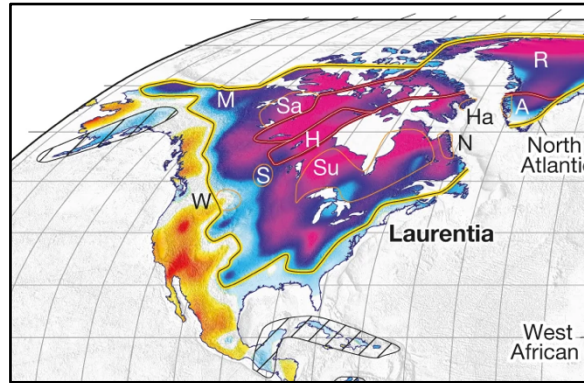 R
M
Sa
A
Ha
H
North
Atlantic
N
S
Su
W
Laurentia
West
African